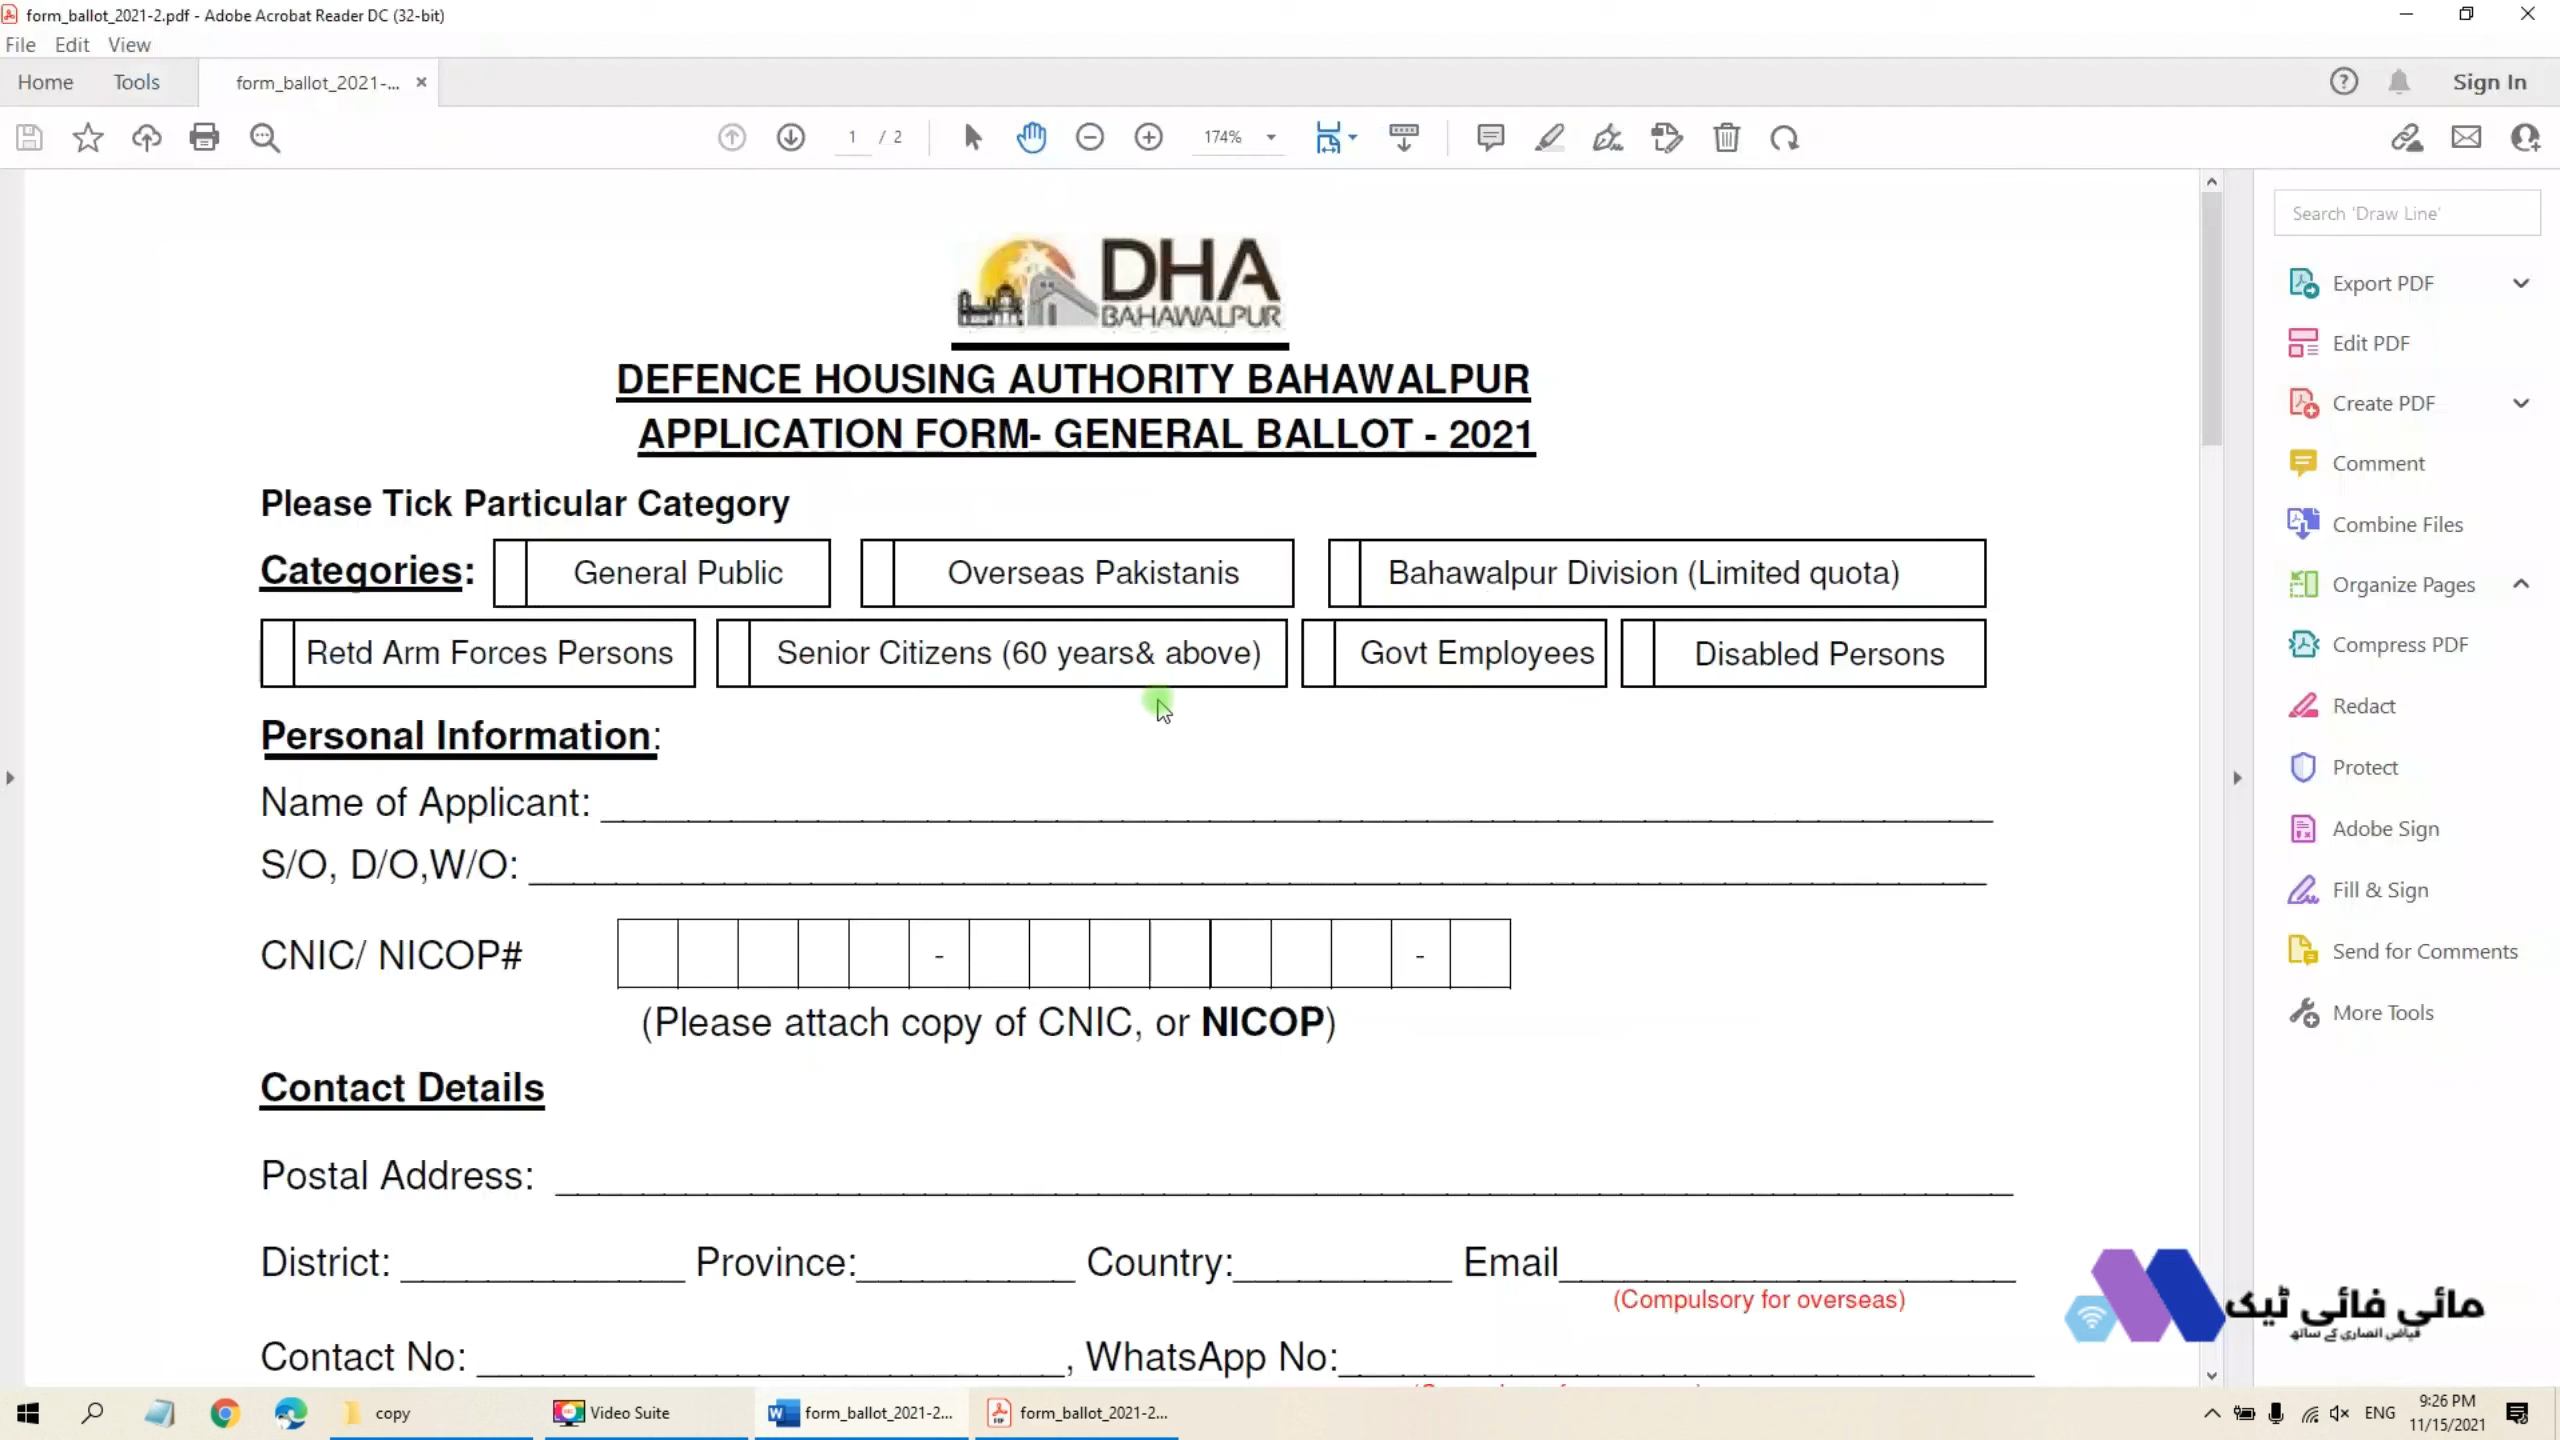 form_ballot_2021-2.pdf - Adobe Acrobat Reader DC (32-bit)
File Edit View
Home Tools form_ballot_2021-... × Sign In
1 / 2 174%
Search 'Draw Line'
Export PDF
Edit PDF
Create PDF
Comment
Combine Files
Organize Pages
Compress PDF
Redact
Protect
Adobe Sign
Fill & Sign
Send for Comments
More Tools
DHA
BAHAWALPUR
DEFENCE HOUSING AUTHORITY BAHAWALPUR
APPLICATION FORM- GENERAL BALLOT - 2021
Please Tick Particular Category
Categories: General Public Overseas Pakistanis Bahawalpur Division (Limited quota)
Retd Arm Forces Persons Senior Citizens (60 years& above) Govt Employees Disabled Persons
Personal Information:
Name of Applicant:
S/O, D/O,W/O:
CNIC/ NICOP# - -
(Please attach copy of CNIC, or NICOP)
Contact Details
Postal Address:
District: Province: Country: Email
(Compulsory for overseas)
Contact No: , WhatsApp No:
مائی فائی ٹیک
فیاض انصاری کے ساتھ
copy Video Suite form_ballot_2021-2... form_ballot_2021-2... ENG 9:26 PM
11/15/2021